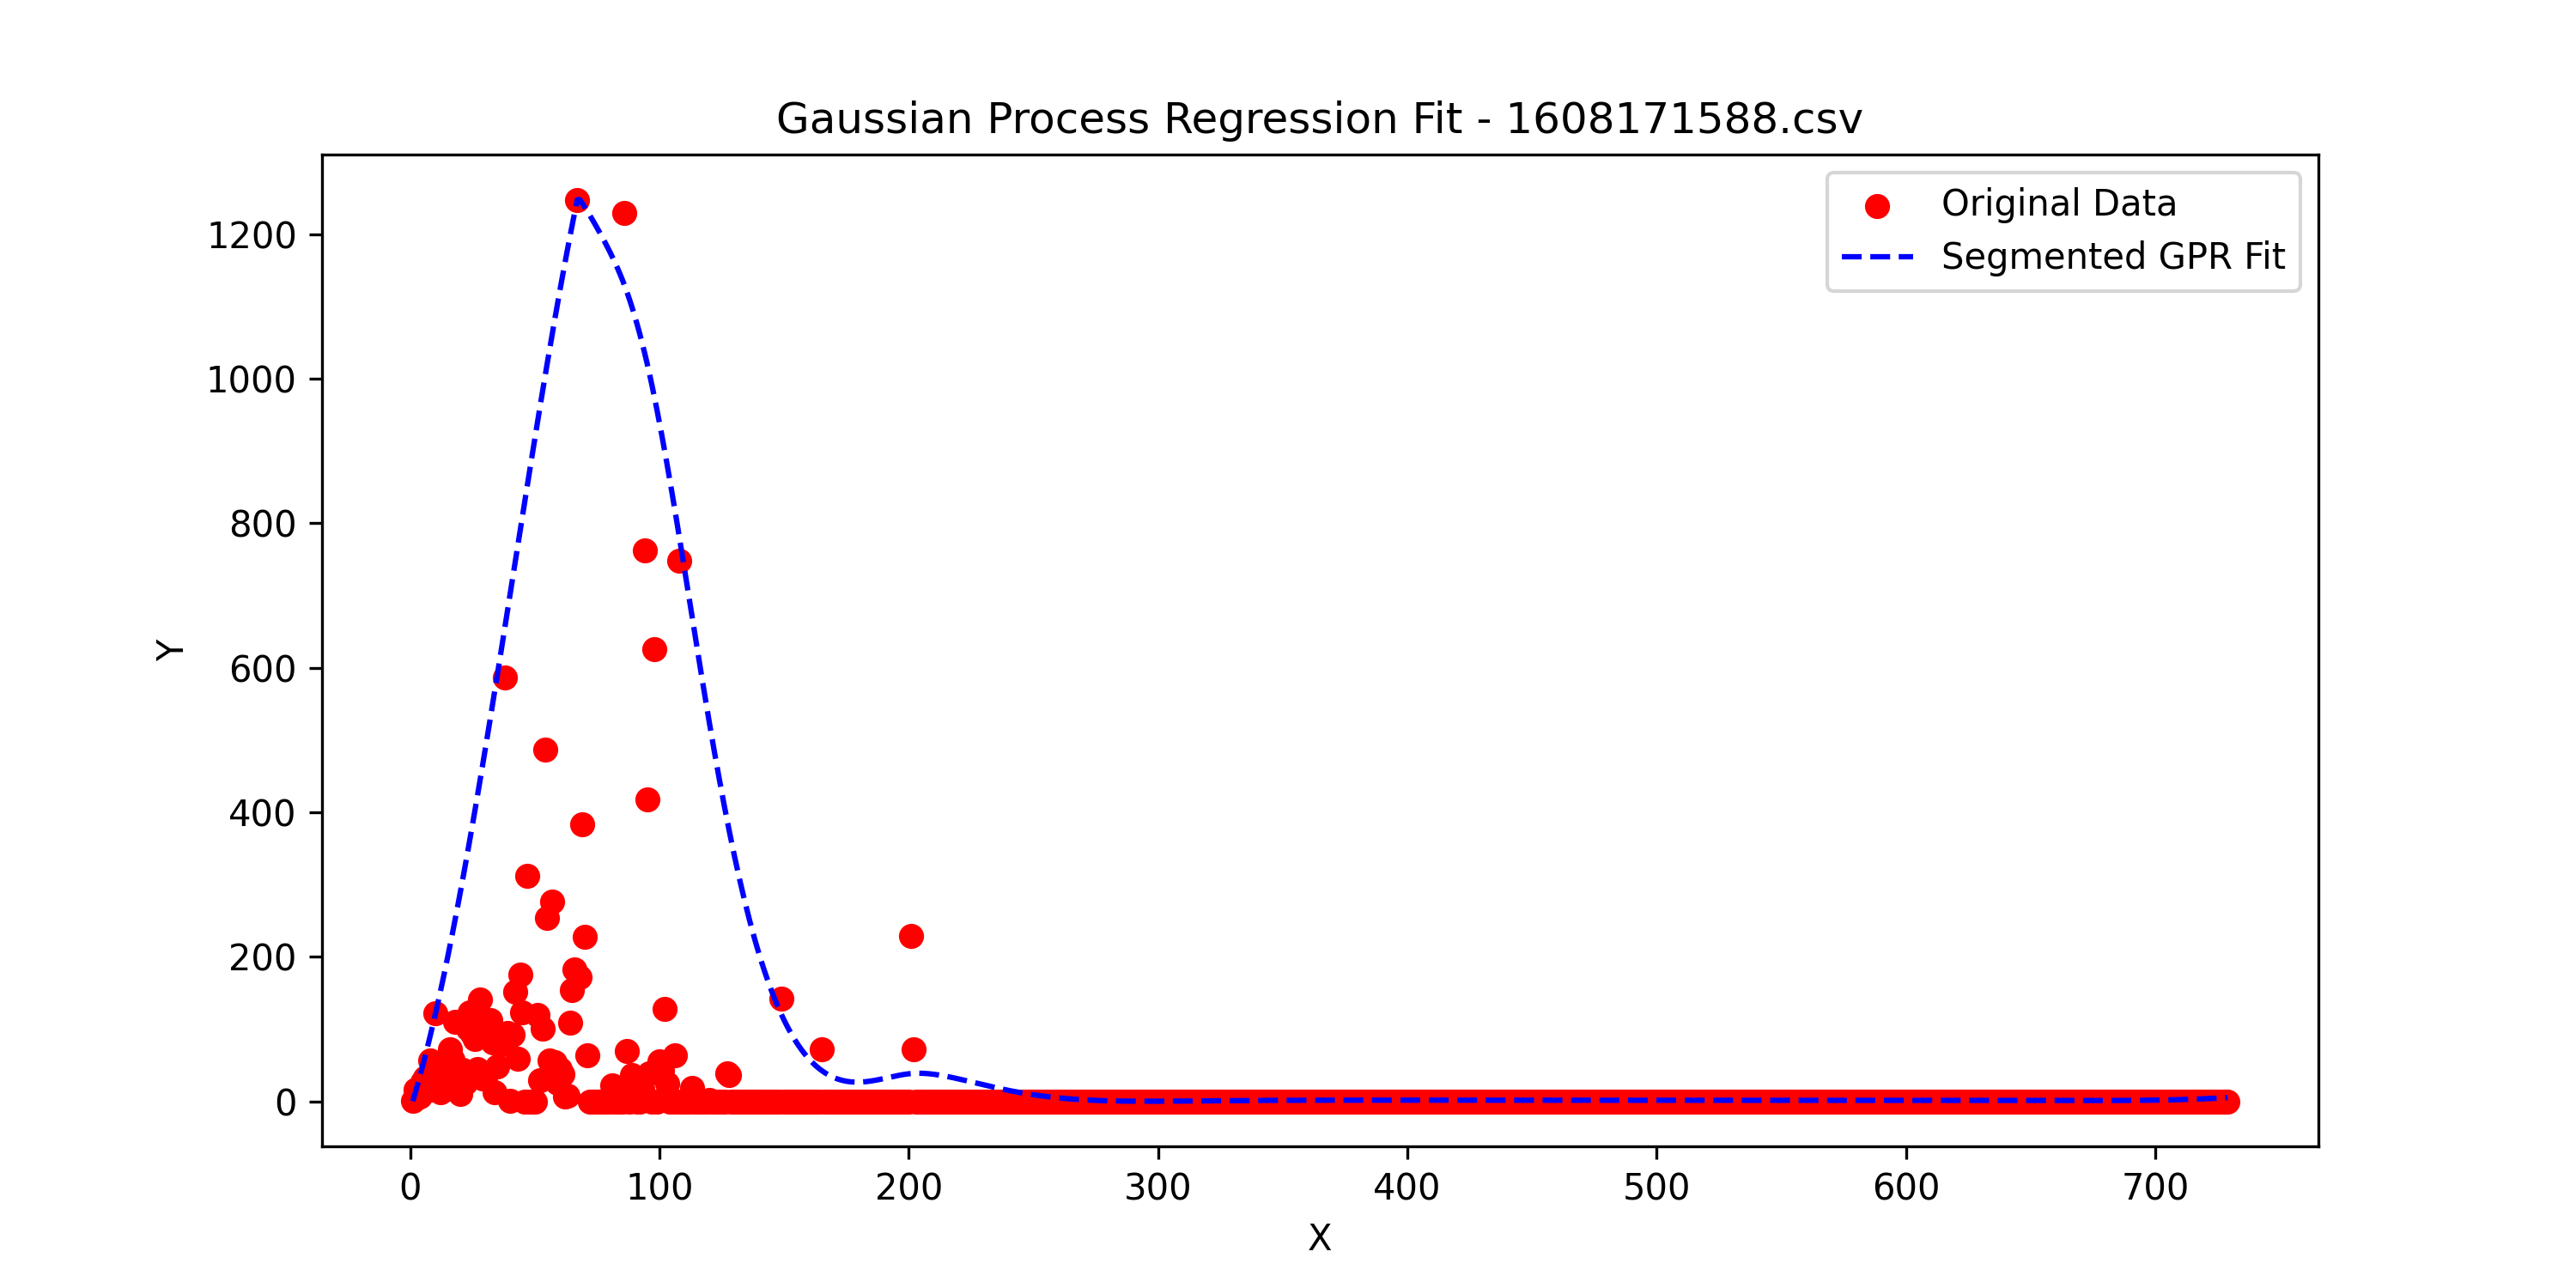 Gaussian Process Regression Fit - 1608171588.csv
Original Data
Segmented GPR Fit
1200
1000
800
600
400
200
0
Y
0 100 200 300 400 500 600 700
X